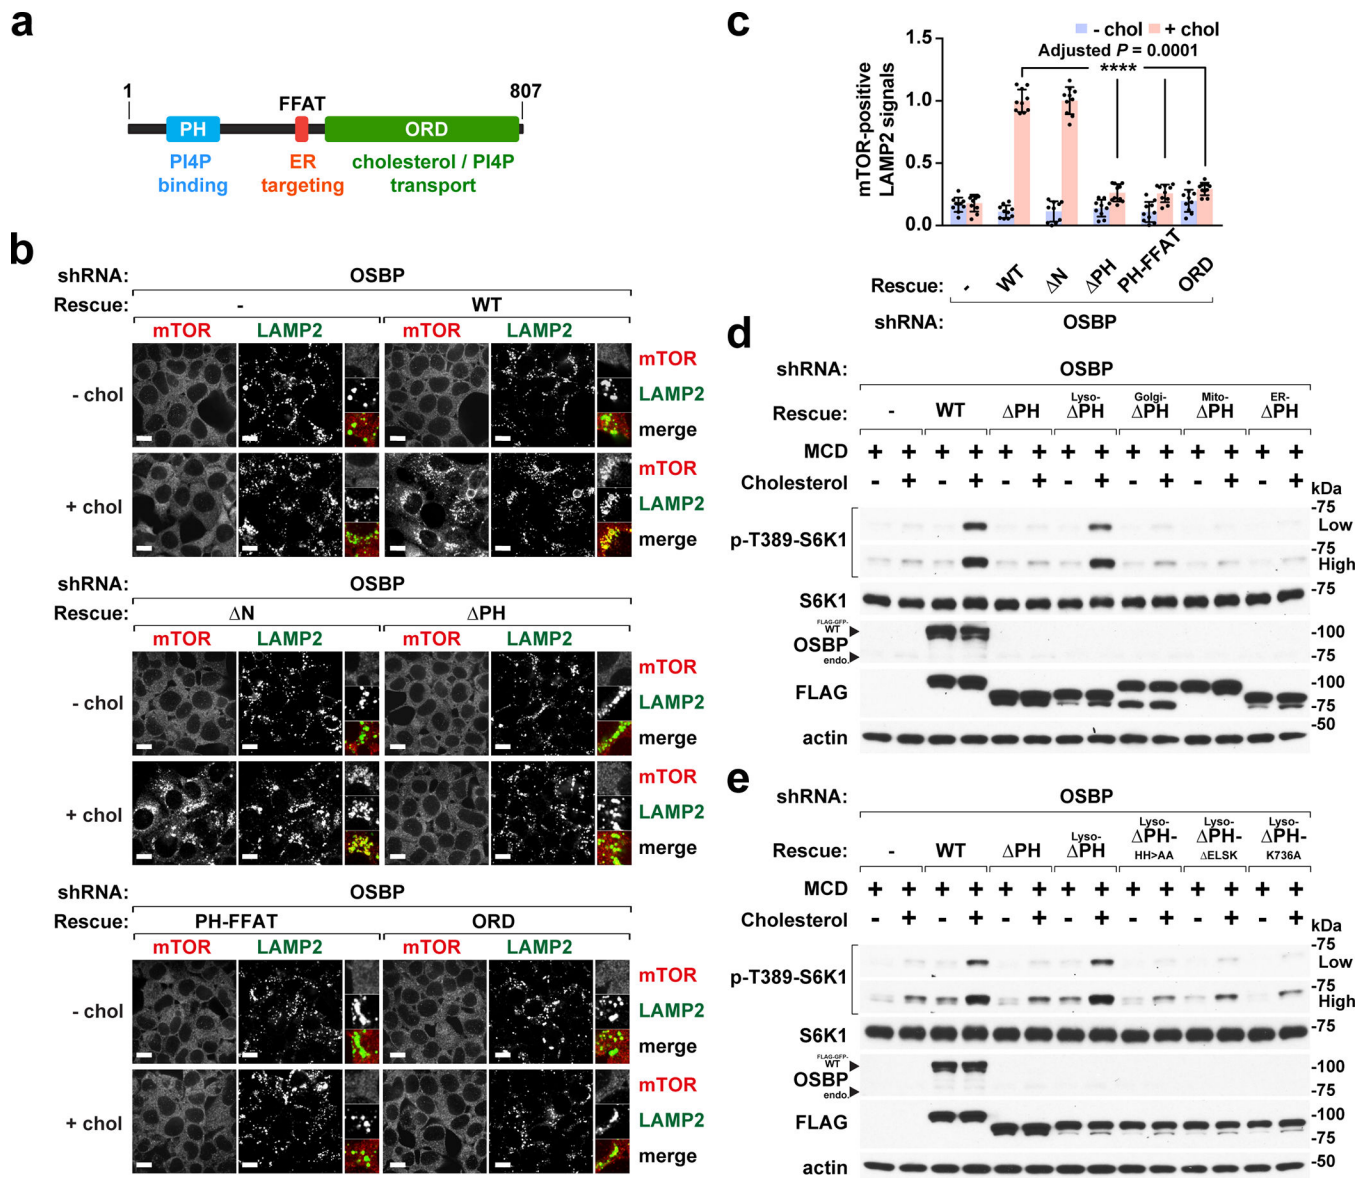 a
1
807
FFAT
PH
ORD
PI4P
binding
ER
targeting
cholesterol / PI4P
transport
b
shRNA:
OSBP
Rescue:
-
WT
mTOR
LAMP2
mTOR
LAMP2
- chol
mTOR
LAMP2
merge
+ chol
mTOR
LAMP2
merge
shRNA:
OSBP
Rescue:
ΔN
ΔPH
mTOR
LAMP2
mTOR
LAMP2
- chol
mTOR
LAMP2
merge
+ chol
mTOR
LAMP2
merge
shRNA:
OSBP
Rescue:
PH-FFAT
ORD
mTOR
LAMP2
mTOR
LAMP2
- chol
mTOR
LAMP2
merge
+ chol
mTOR
LAMP2
merge
c
- chol + chol
Adjusted P = 0.0001
****
mTOR-positive
LAMP2 signals
1.5
1.0
0.5
0.0
Rescue:
- WT ΔN ΔPH PH-FFAT ORD
shRNA:
OSBP
d
shRNA:
OSBP
Rescue:
- WT ΔPH Lyso-ΔPH Golgi-ΔPH Mito-ΔPH ER-ΔPH
MCD + + + + + + + + + + + + + +
Cholesterol - + - + - + - + - + - + - +
kDa
p-T389-S6K1
-75
Low
-75
High
S6K1
-75
FLAG-GFP-
WT
OSBP
endo.
-100
-75
FLAG
-100
-75
-50
actin
e
shRNA:
OSBP
Rescue:
- WT ΔPH Lyso-ΔPH Lyso-ΔPH-HH>AA Lyso-ΔPH-ΔELSK Lyso-ΔPH-K736A
MCD + + + + + + + + + + + + + +
Cholesterol - + - + - + - + - + - + - +
kDa
p-T389-S6K1
-75
Low
-75
High
S6K1
-75
FLAG-GFP-
WT
OSBP
endo.
-100
-75
FLAG
-100
-75
actin
-50